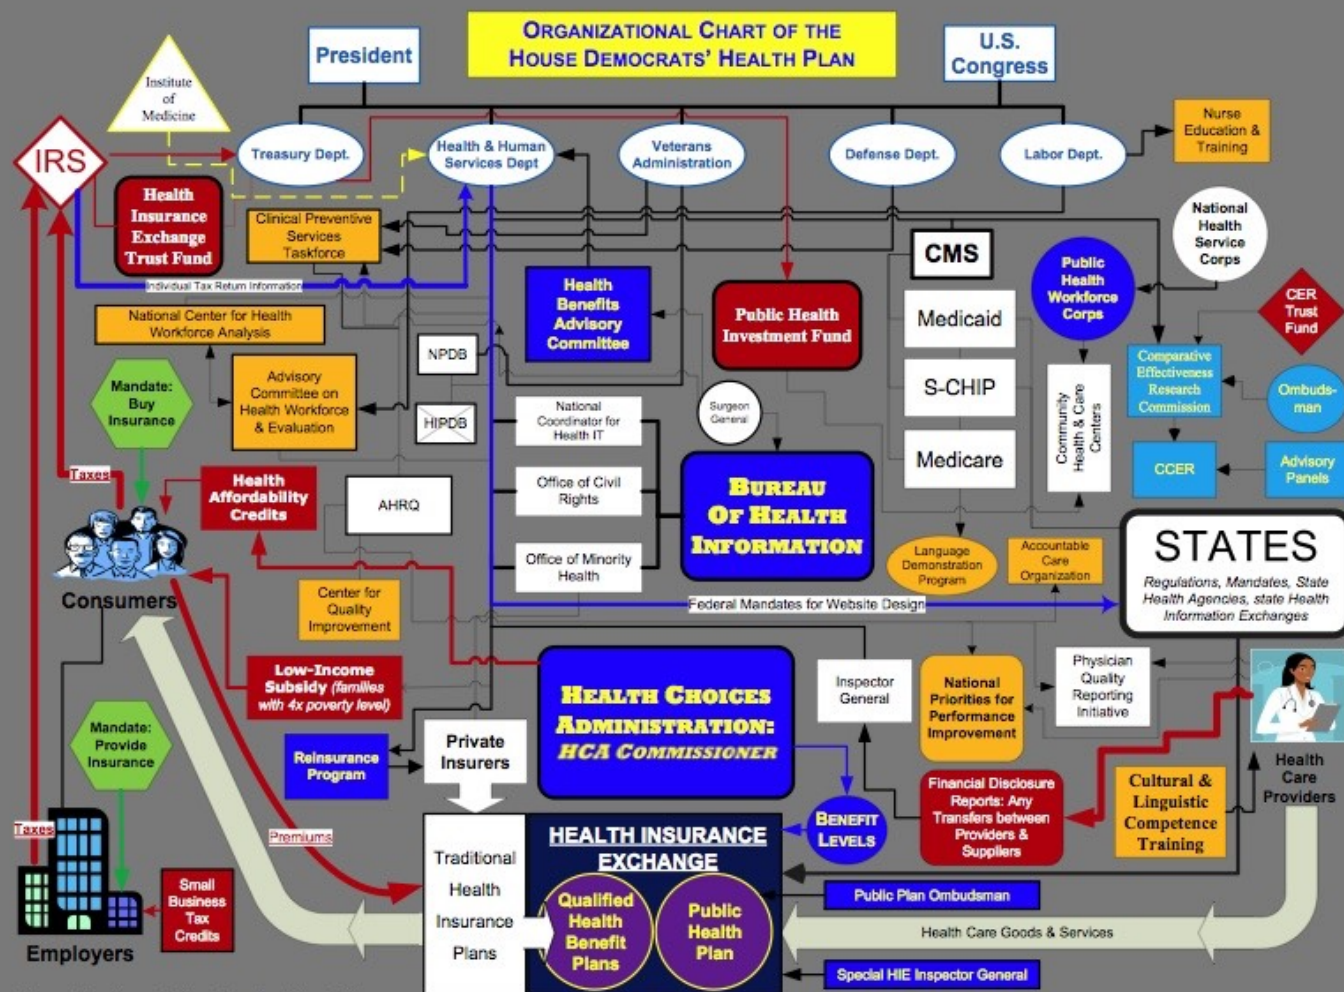 ORGANIZATIONAL CHART OF THE
HOUSE DEMOCRATS' HEALTH PLAN
President
U.S.
Congress
Institute
of
Medicine
IRS
Treasury Dept.
Health & Human
Services Dept
Veterans
Administration
Defense Dept.
Labor Dept.
Nurse
Education &
Training
Health
Insurance
Exchange
Trust Fund
Clinical Preventive
Services
Taskforce
National
Health
Service
Corps
CMS
Public
Health
Workforce
Corps
CER
Trust
Fund
Individual Tax Return Information
Health
Benefits
Advisory
Committee
Public Health
Investment Fund
Medicaid
National Center for Health
Workforce Analysis
NPDB
Comparative
Effectiveness
Research
Commission
Ombuds-
man
Mandate:
Buy
Insurance
Advisory
Committee on
Health Workforce
& Evaluation
HIPDB
National
Coordinator for
Health IT
Surgeon
General
S-CHIP
Community
Health & Care
Centers
Medicare
CCER
Advisory
Panels
Taxes
Health
Affordability
Credits
AHRQ
Office of Civil
Rights
BUREAU
OF HEALTH
INFORMATION
Office of Minority
Health
Language
Demonstration
Program
Accountable
Care
Organization
STATES
Regulations, Mandates, State
Health Agencies, state Health
Information Exchanges
Consumers
Center for
Quality
Improvement
Federal Mandates for Website Design
Low-Income
Subsidy (families
with 4x poverty level)
HEALTH CHOICES
ADMINISTRATION:
HCA COMMISSIONER
Inspector
General
National
Priorities for
Performance
Improvement
Physician
Quality
Reporting
Initiative
Mandate:
Provide
Insurance
Reinsurance
Program
Private
Insurers
Health
Care
Providers
Financial Disclosure
Reports: Any
Transfers between
Providers &
Suppliers
Cultural &
Linguistic
Competence
Training
BENEFIT
LEVELS
Taxes
Premiums
Traditional
Health
Insurance
Plans
HEALTH INSURANCE
EXCHANGE
Qualified
Health
Benefit
Plans
Public
Health
Plan
Public Plan Ombudsman
Small
Business
Tax
Credits
Health Care Goods & Services
Employers
Special HIE Inspector General